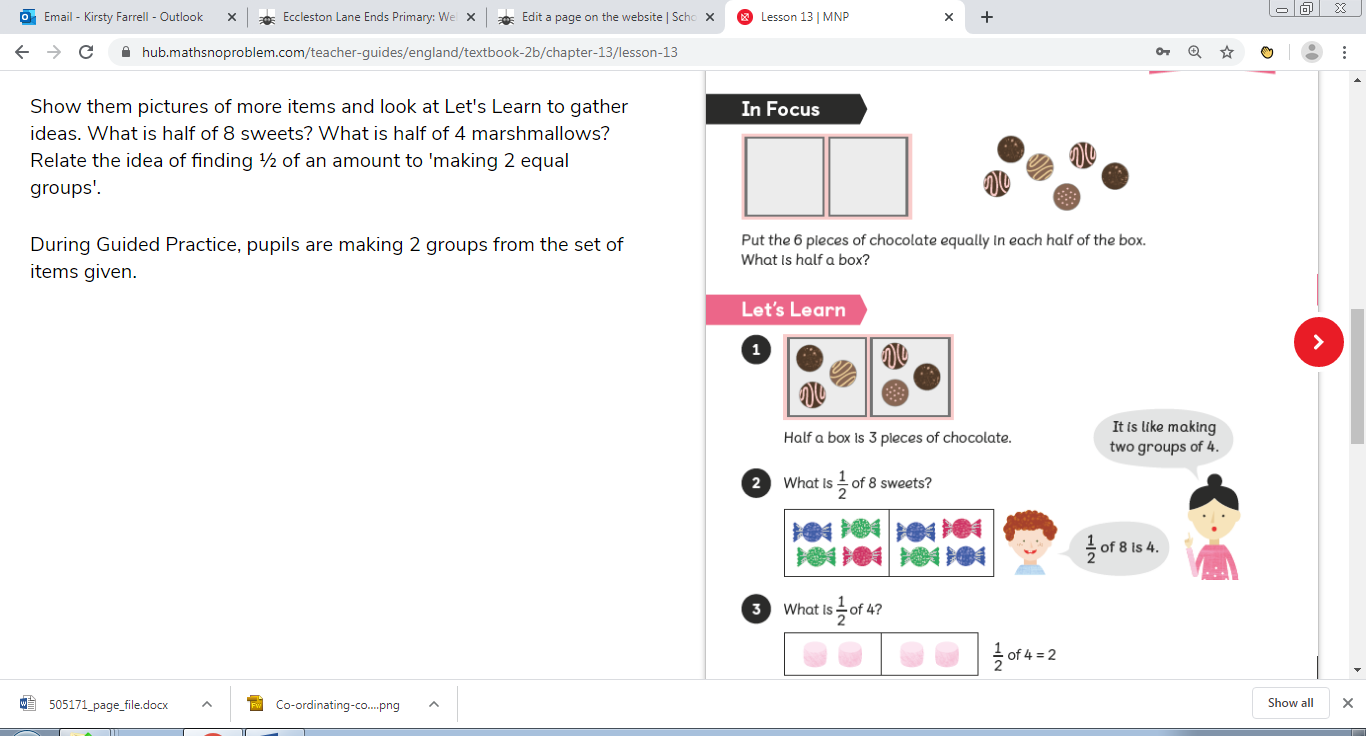 Email - Kirsty Farrell - Outlook
Eccleston Lane Ends Primary: We
Edit a page on the website | Scho
Lesson 13 | MNP
hub.mathsnoproblem.com/teacher-guides/england/textbook-2b/chapter-13/lesson-13
Show them pictures of more items and look at Let's Learn to gather
ideas. What is half of 8 sweets? What is half of 4 marshmallows?
Relate the idea of finding ½ of an amount to 'making 2 equal
groups'.
During Guided Practice, pupils are making 2 groups from the set of
items given.
In Focus
Put the 6 pieces of chocolate equally in each half of the box.
What is half a box?
Let's Learn
1
Half a box is 3 pieces of chocolate.
It is like making
two groups of 4.
2 What is 1/2 of 8 sweets?
1/2 of 8 is 4.
3 What is 1/2 of 4?
1/2 of 4 = 2
505171_page_file.docx
Co-ordinating-co....png
Show all